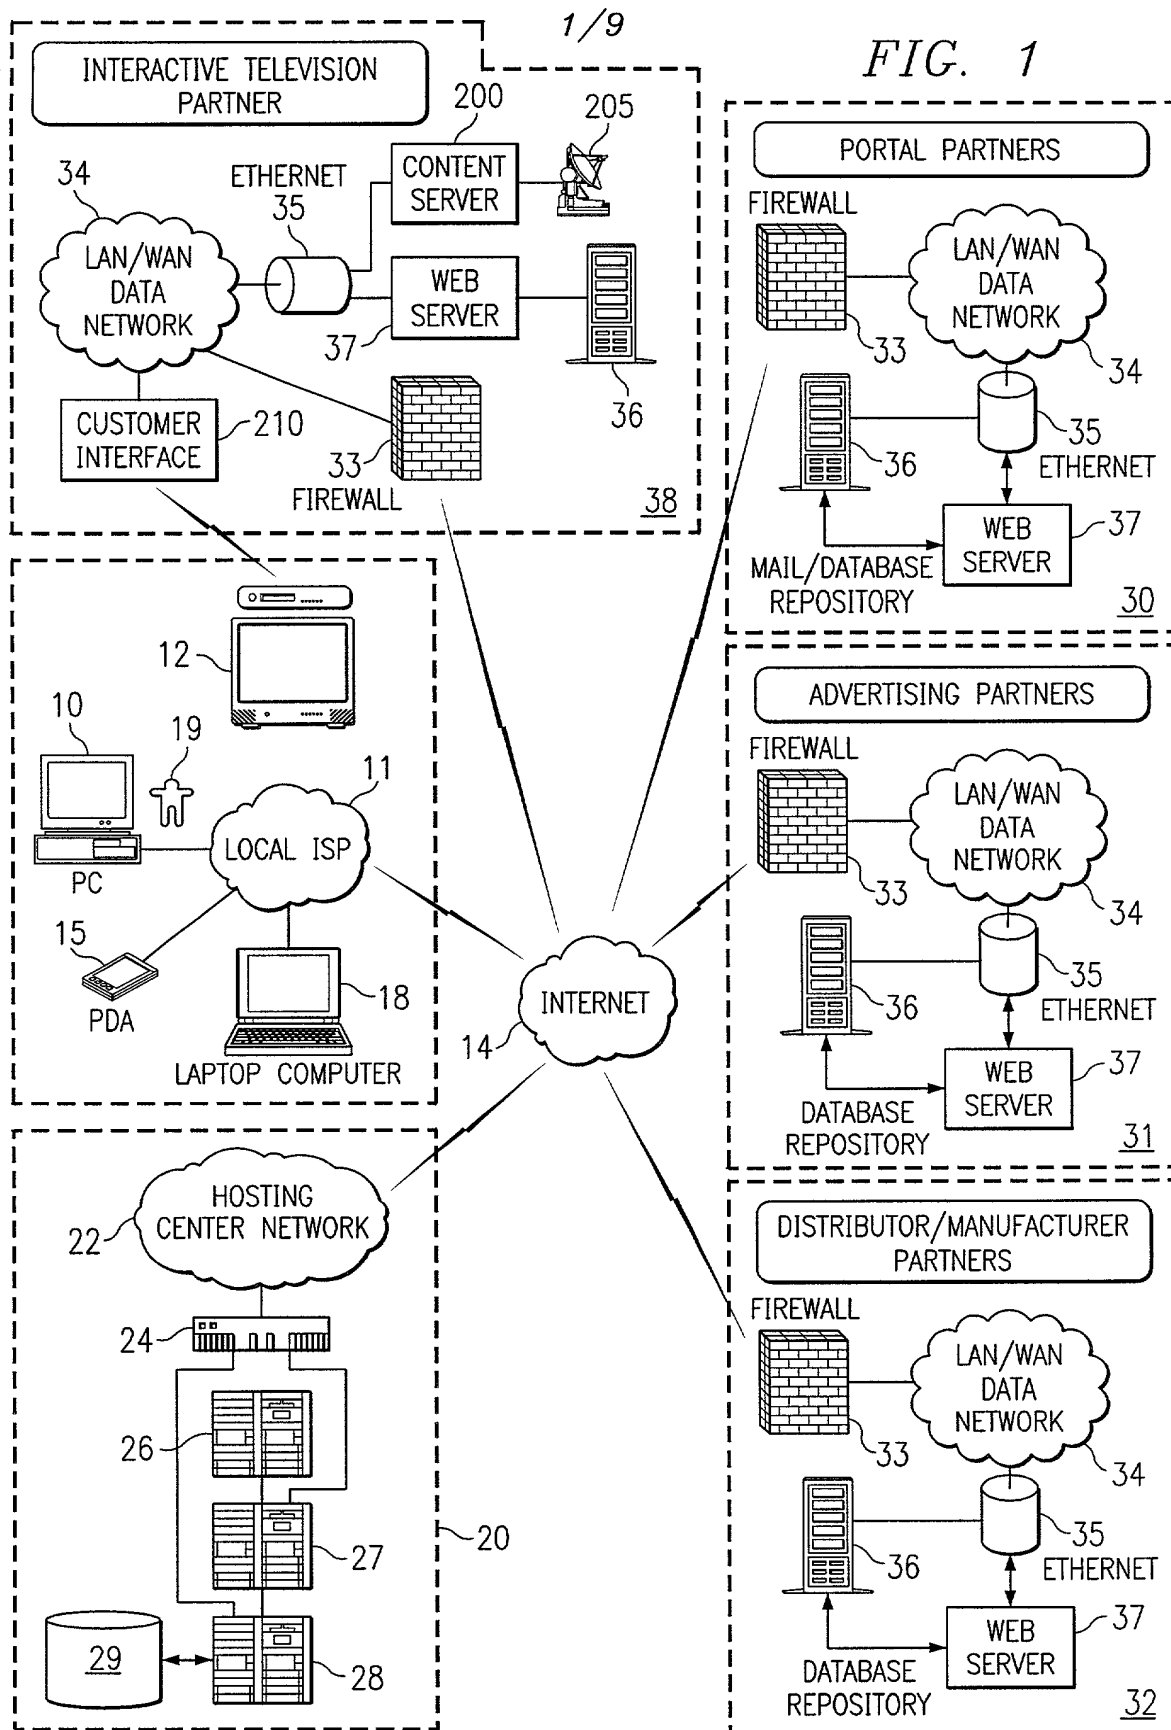 1/9
FIG. 1
INTERACTIVE TELEVISION
PARTNER
200
205
CONTENT
SERVER
ETHERNET
35
34
LAN/WAN
DATA
NETWORK
WEB
SERVER
37
36
CUSTOMER
INTERFACE
210
33
FIREWALL
38
12
10
19
11
PC
LOCAL ISP
15
PDA
18
LAPTOP COMPUTER
INTERNET
14
HOSTING
CENTER NETWORK
22
24
26
27
20
28
29
PORTAL PARTNERS
FIREWALL
LAN/WAN
DATA
NETWORK
33
34
36
35
ETHERNET
WEB
SERVER
37
MAIL/DATABASE
REPOSITORY
30
ADVERTISING PARTNERS
FIREWALL
LAN/WAN
DATA
NETWORK
33
34
36
35
ETHERNET
WEB
SERVER
37
DATABASE
REPOSITORY
31
DISTRIBUTOR/MANUFACTURER
PARTNERS
FIREWALL
LAN/WAN
DATA
NETWORK
33
34
36
35
ETHERNET
WEB
SERVER
37
DATABASE
REPOSITORY
32